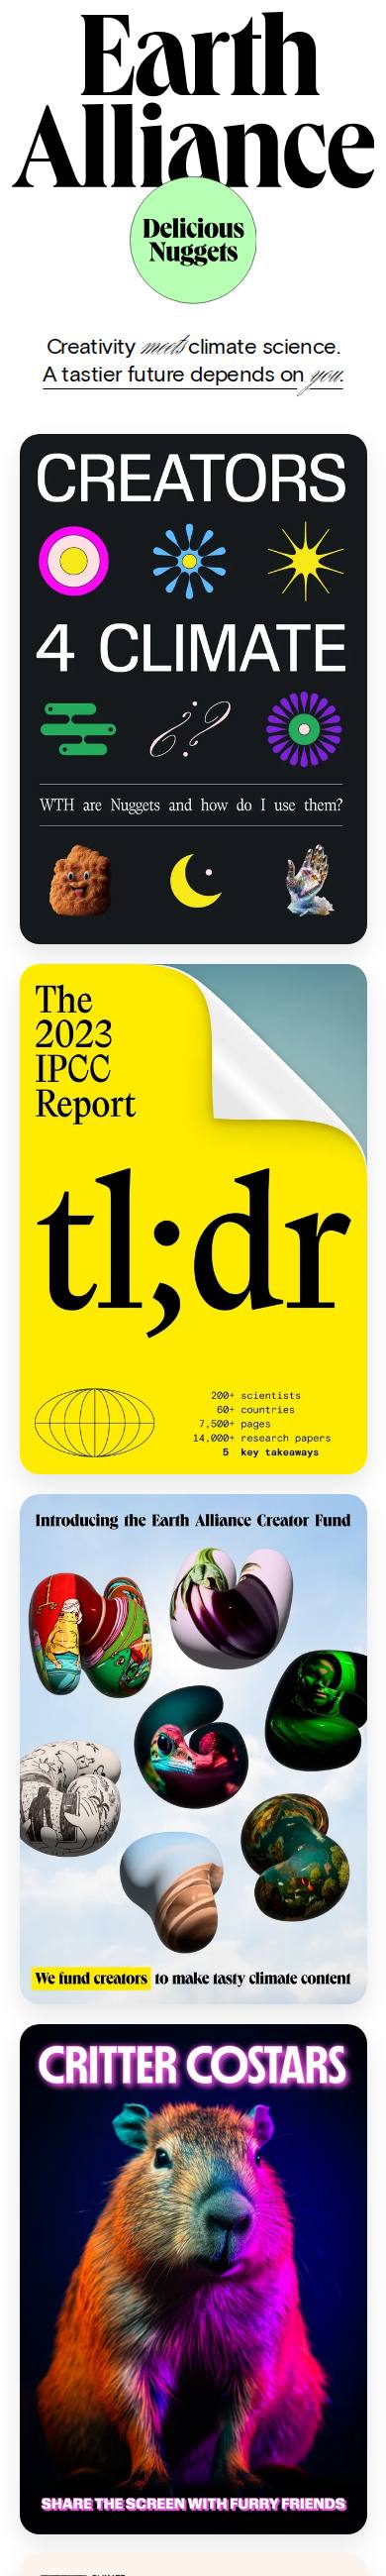 Earth
Alliance
Delicious
Nuggets
Creativity meets climate science.
A tastier future depends on you.
CREATORS
4 CLIMATE
¿?
WTH are Nuggets and how do I use them?
The
2023
IPCC
Report
tl;dr
200+ scientists
60+ countries
7,500+ pages
14,000+ research papers
5 key takeaways
Introducing the Earth Alliance Creator Fund
We fund creators to make tasty climate content
CRITTER COSTARS
SHARE THE SCREEN WITH FURRY FRIENDS